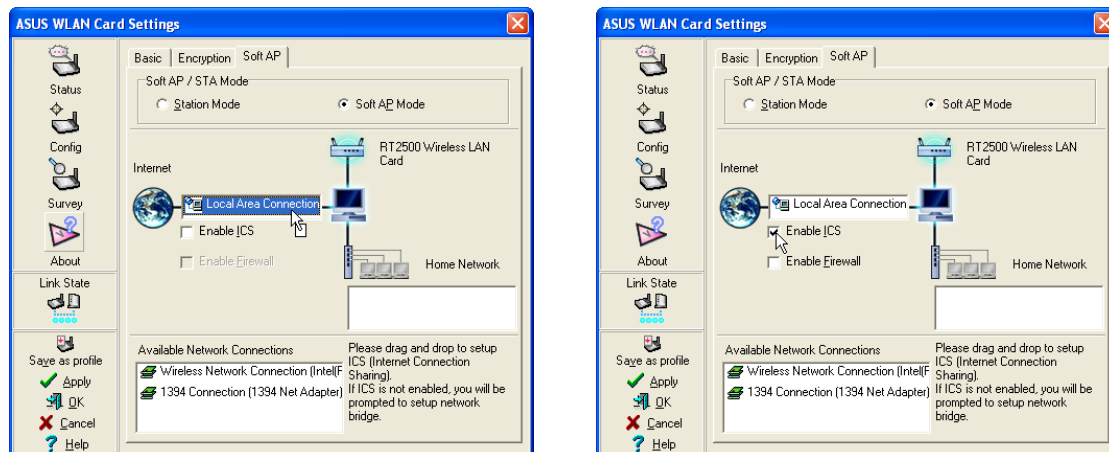 ASUS WLAN Card Settings
Status
Config
Survey
About
Link State
Save as profile
Apply
OK
Cancel
Help
Basic
Encryption
Soft AP
Soft AP / STA Mode
Station Mode
Soft AP Mode
RT2500 Wireless LAN
Card
Internet
Local Area Connection
Enable ICS
Enable Firewall
Home Network
Available Network Connections
Wireless Network Connection (Intel(F
1394 Connection (1394 Net Adapter)
Please drag and drop to setup
ICS (Internet Connection
Sharing).
If ICS is not enabled, you will be
prompted to setup network
bridge.
ASUS WLAN Card Settings
Status
Config
Survey
About
Link State
Save as profile
Apply
OK
Cancel
Help
Basic
Encryption
Soft AP
Soft AP / STA Mode
Station Mode
Soft AP Mode
RT2500 Wireless LAN
Card
Internet
Local Area Connection
Enable ICS
Enable Firewall
Home Network
Available Network Connections
Wireless Network Connection (Intel(F
1394 Connection (1394 Net Adapter)
Please drag and drop to setup
ICS (Internet Connection
Sharing).
If ICS is not enabled, you will be
prompted to setup network
bridge.